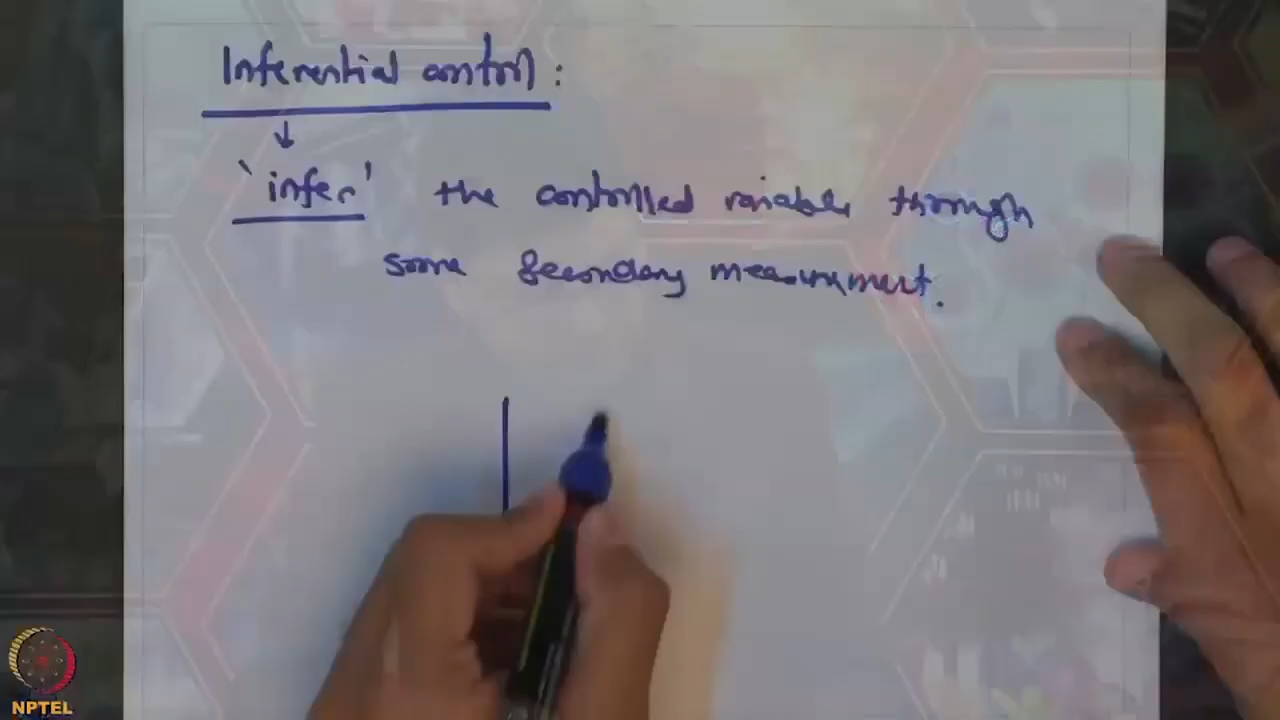 Inferential control :
'infer' the controlled variable through
some secondary measurement.
NPTEL